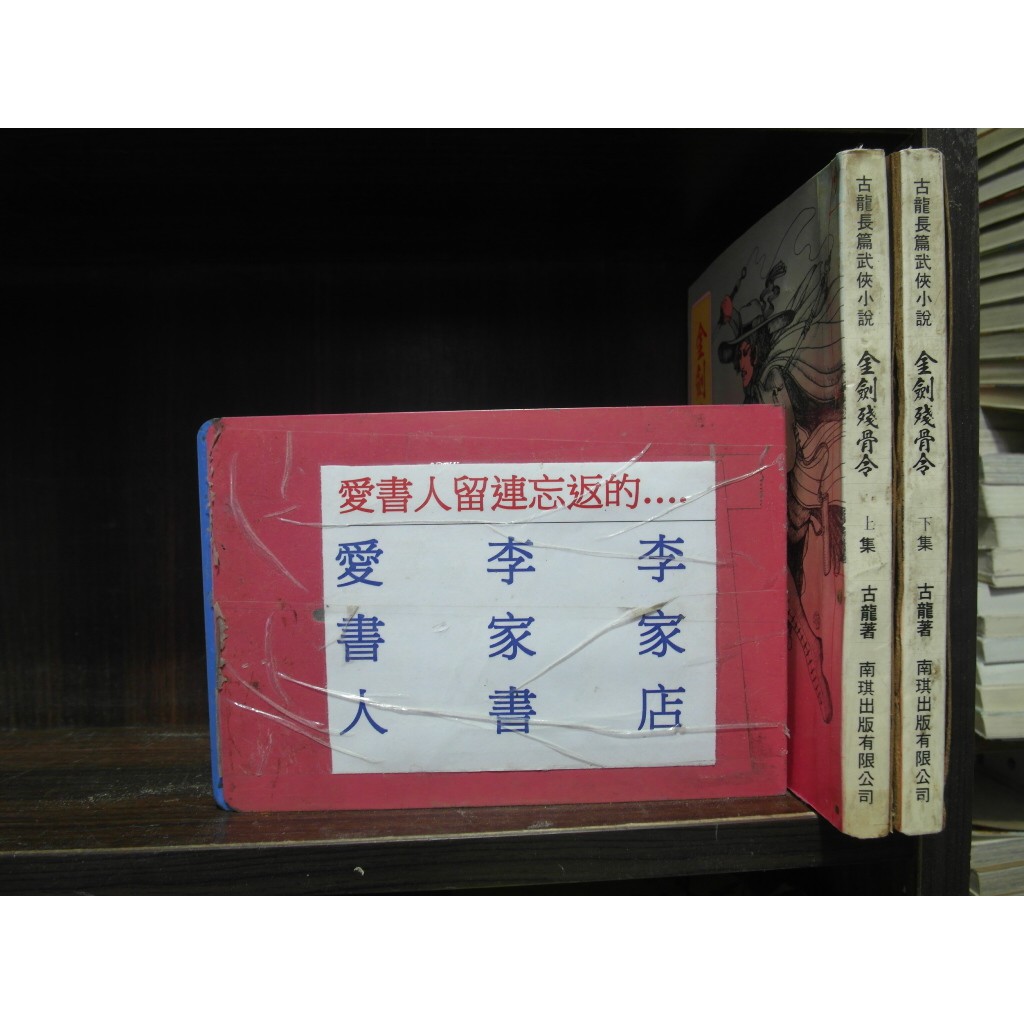 愛書人留連忘返的....
愛書人
李家書
李家店
金劍
古龍長篇武俠小說 金劍殘骨令 上集 古龍著 南琪出版有限公司
古龍長篇武俠小說 金劍殘骨令 下集 古龍著 南琪出版有限公司